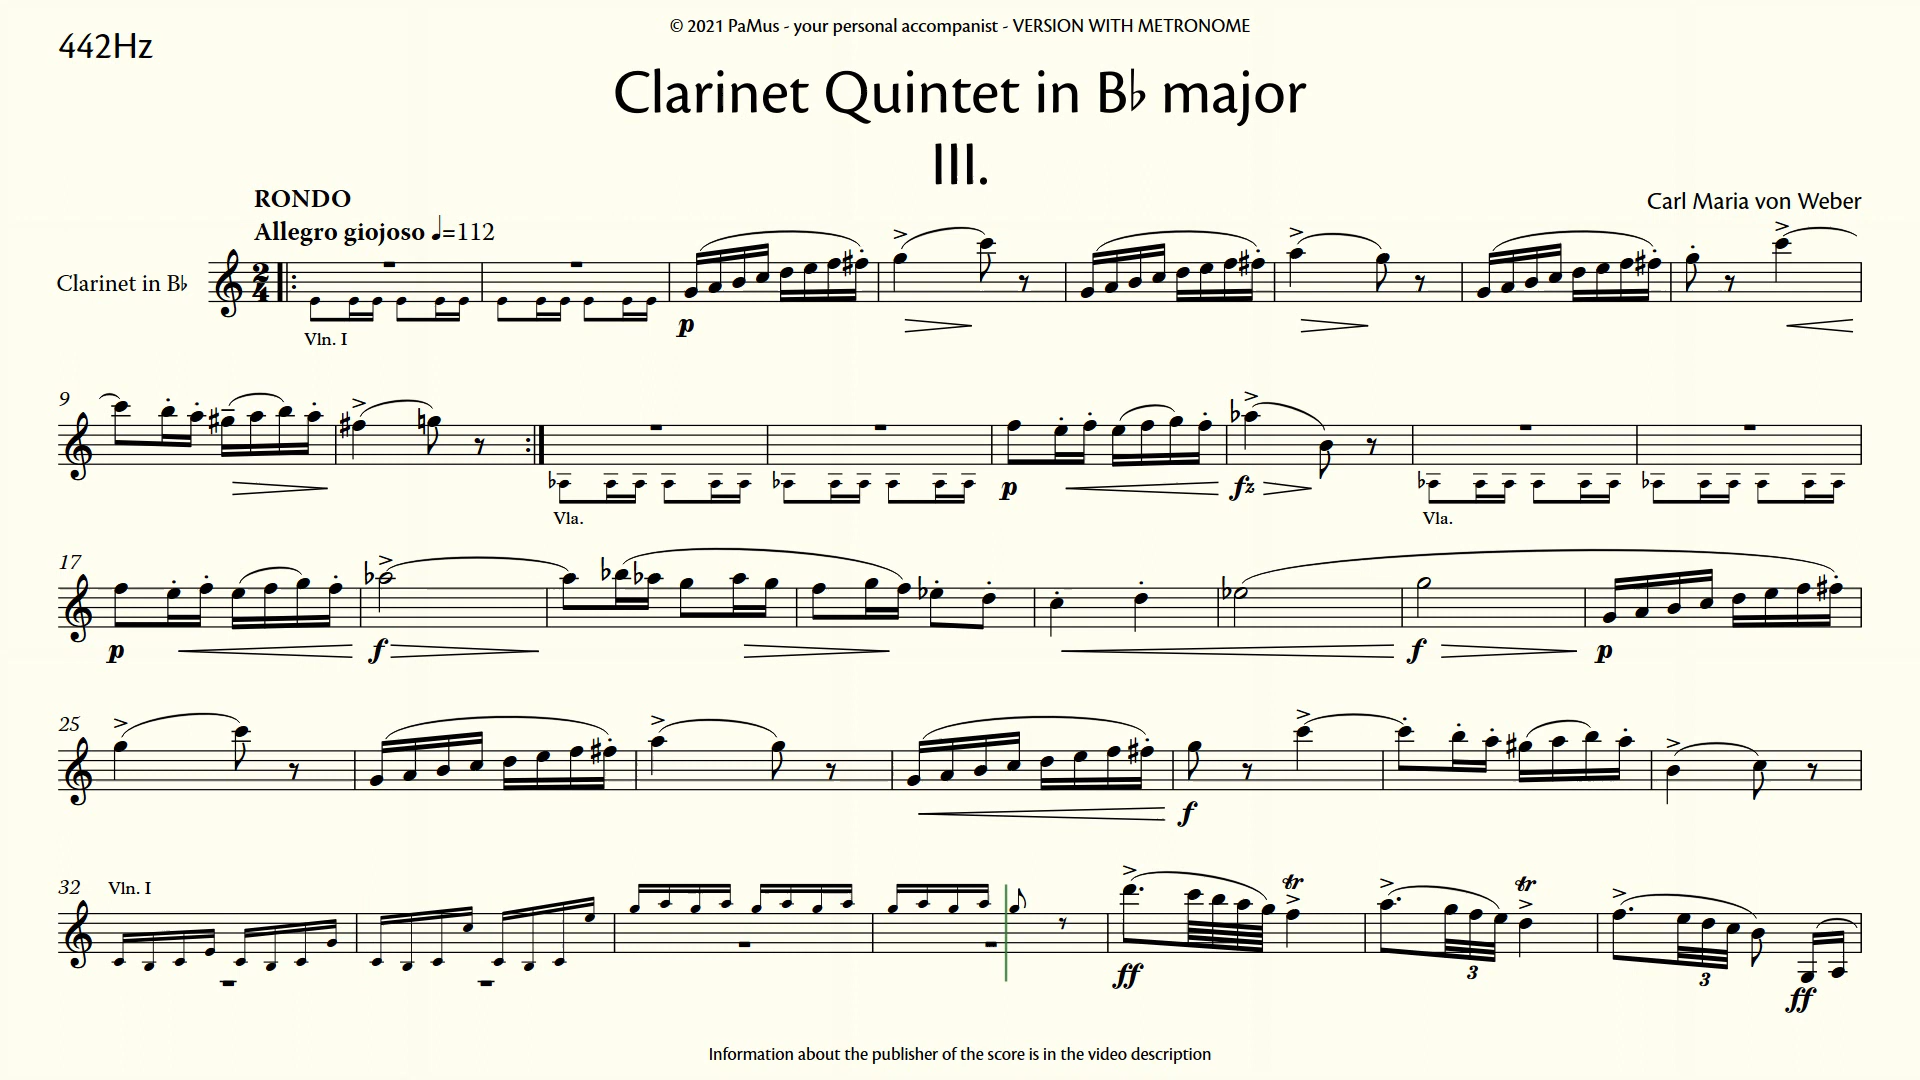 © 2021 PaMus - your personal accompanist - VERSION WITH METRONOME
442Hz
Clarinet Quintet in B♭ major
III.
RONDO
Carl Maria von Weber
Allegro giojoso ♩=112
Clarinet in B♭
2
4
p
Vln. I
9
p
fz
Vla.
Vla.
17
p
f
f
p
25
f
32
Vln. I
tr
tr
ff
3
3
ff
Information about the publisher of the score is in the video description